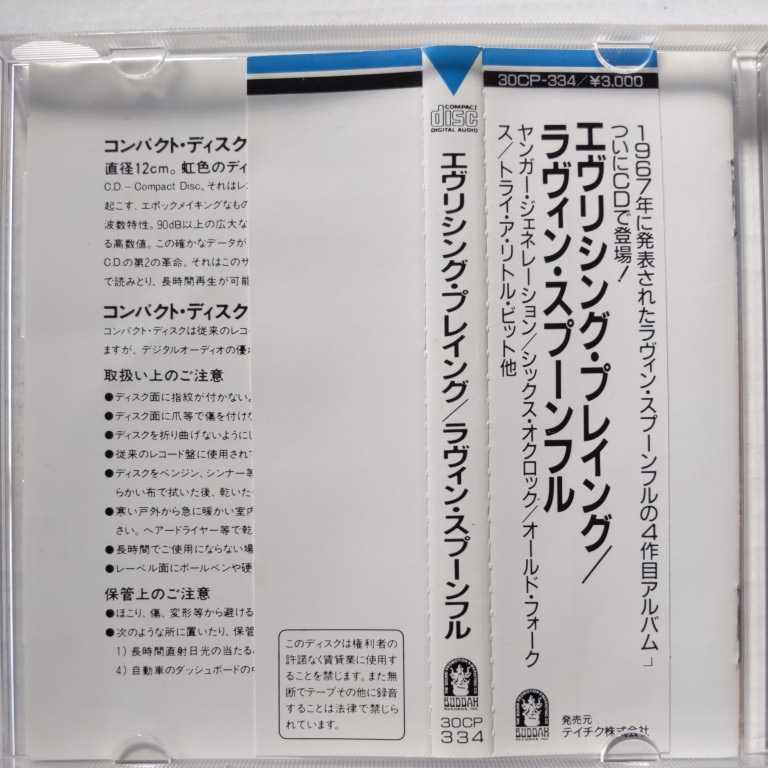 コンパクト・ディスク
直径12cm。虹色のディ
C.D.－Compact Disc。それはレ
起こす、エポックメイキングなもの
波数特性。90dB以上の広大な
る高数値。この確かなデータが
C.D.の第2の革命。それはこのサ
で読みとり、長時間再生が可能
コンパクト・ディスク
コンパクト・ディスクは従来のレコー
ますが、デジタルオーディオの優
取扱い上のご注意
●ディスク面に指紋が付かない。
●ディスク面に爪等で傷を付けな
●ディスクを折り曲げないようにし
●従来のレコード盤に使用されて
●ディスクをベンジン、シンナー等
らかい布で拭いた後、乾いた
●寒い戸外から急に暖かい室内
さい。ヘアードライヤー等で乾
●長時間でご使用にならない場
●レーベル面にボールペンや硬
保管上のご注意
●ほこり、傷、変形等から避ける
●次のような所に置いたり、保管
1) 長時間直射日光の当たる
4) 自動車のダッシュボードの中
このディスクは権利者の
許諾なく賃貸業に使用す
ることを禁じます。また無
断でテープその他に録音
することは法律で禁じら
れています。
COMPACT
disc
DIGITAL AUDIO
エヴリシング・プレイング/ラヴィン・スプーンフル
BUDDAH
RECORDS, INC.
30CP
334
30CP-334/¥3,000
1967年に発表されたラヴィン・スプーンフルの4作目アルバム」
ついにCDで登場!
エヴリシング・プレイング/
ラヴィン・スプーンフル
ヤンガー・ジェネレーション/シックス・オクロック/オールド・フォーク
ス/トライ・ア・リトル・ビット他
BUDDAH
RECORDS, INC.
発売元
テイチク株式会社